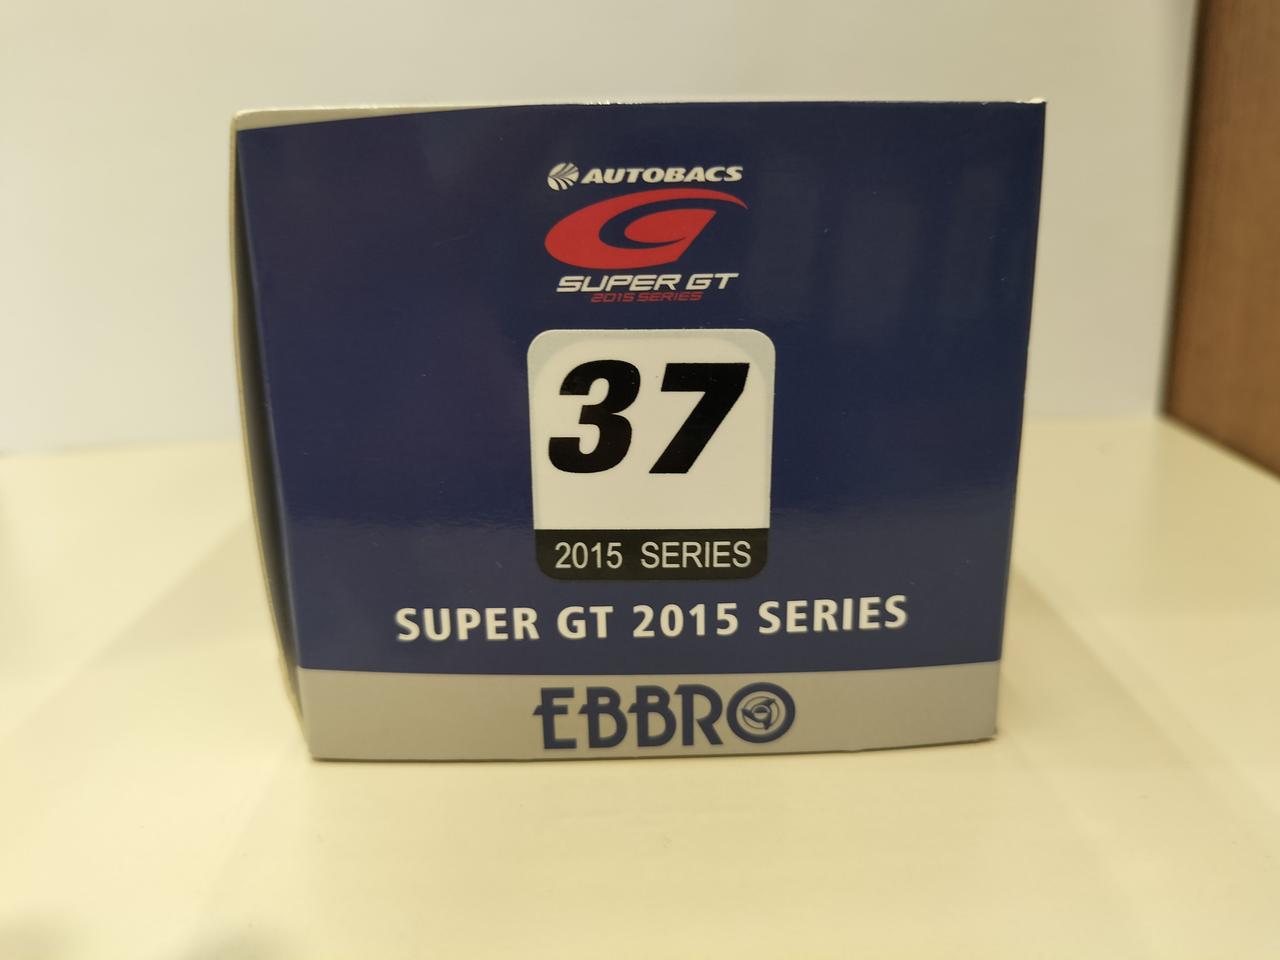 AUTOBACS
SUPER GT
2015 SERIES
37
2015 SERIES
SUPER GT 2015 SERIES
EBBRO